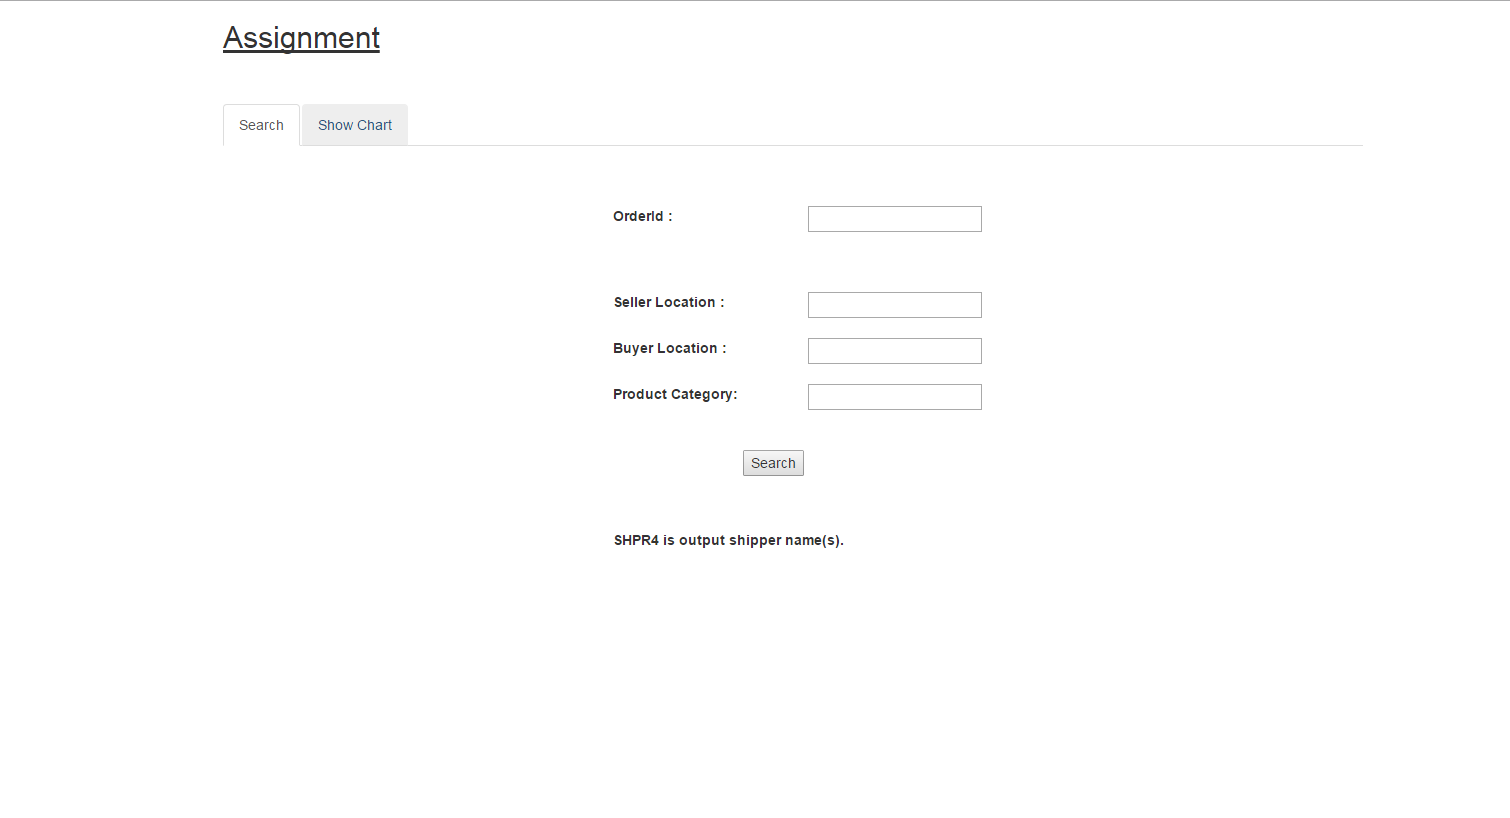 Assignment
Search Show Chart
OrderId :
Seller Location :
Buyer Location :
Product Category:
Search
SHPR4 is output shipper name(s).